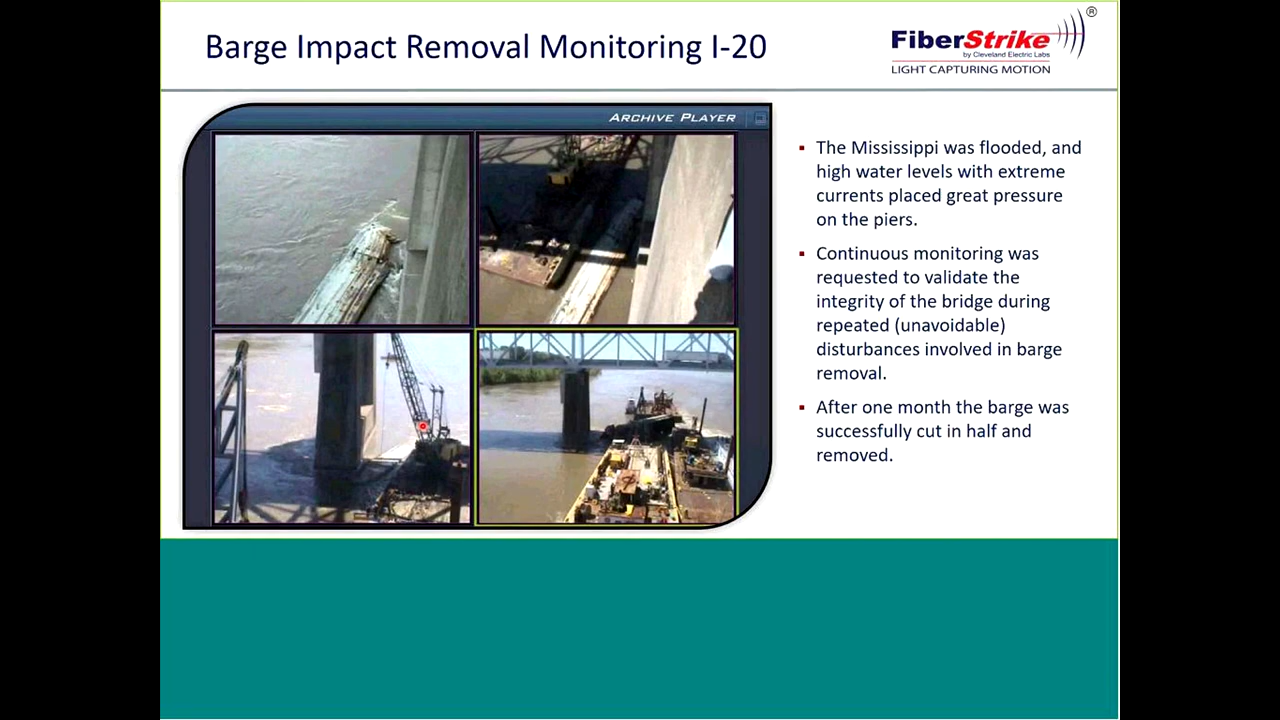 Barge Impact Removal Monitoring I-20
FiberStrike ®
by Cleveland Electric Labs
LIGHT CAPTURING MOTION
ARCHIVE PLAYER
▪ The Mississippi was flooded, and
high water levels with extreme
currents placed great pressure
on the piers.
▪ Continuous monitoring was
requested to validate the
integrity of the bridge during
repeated (unavoidable)
disturbances involved in barge
removal.
▪ After one month the barge was
successfully cut in half and
removed.